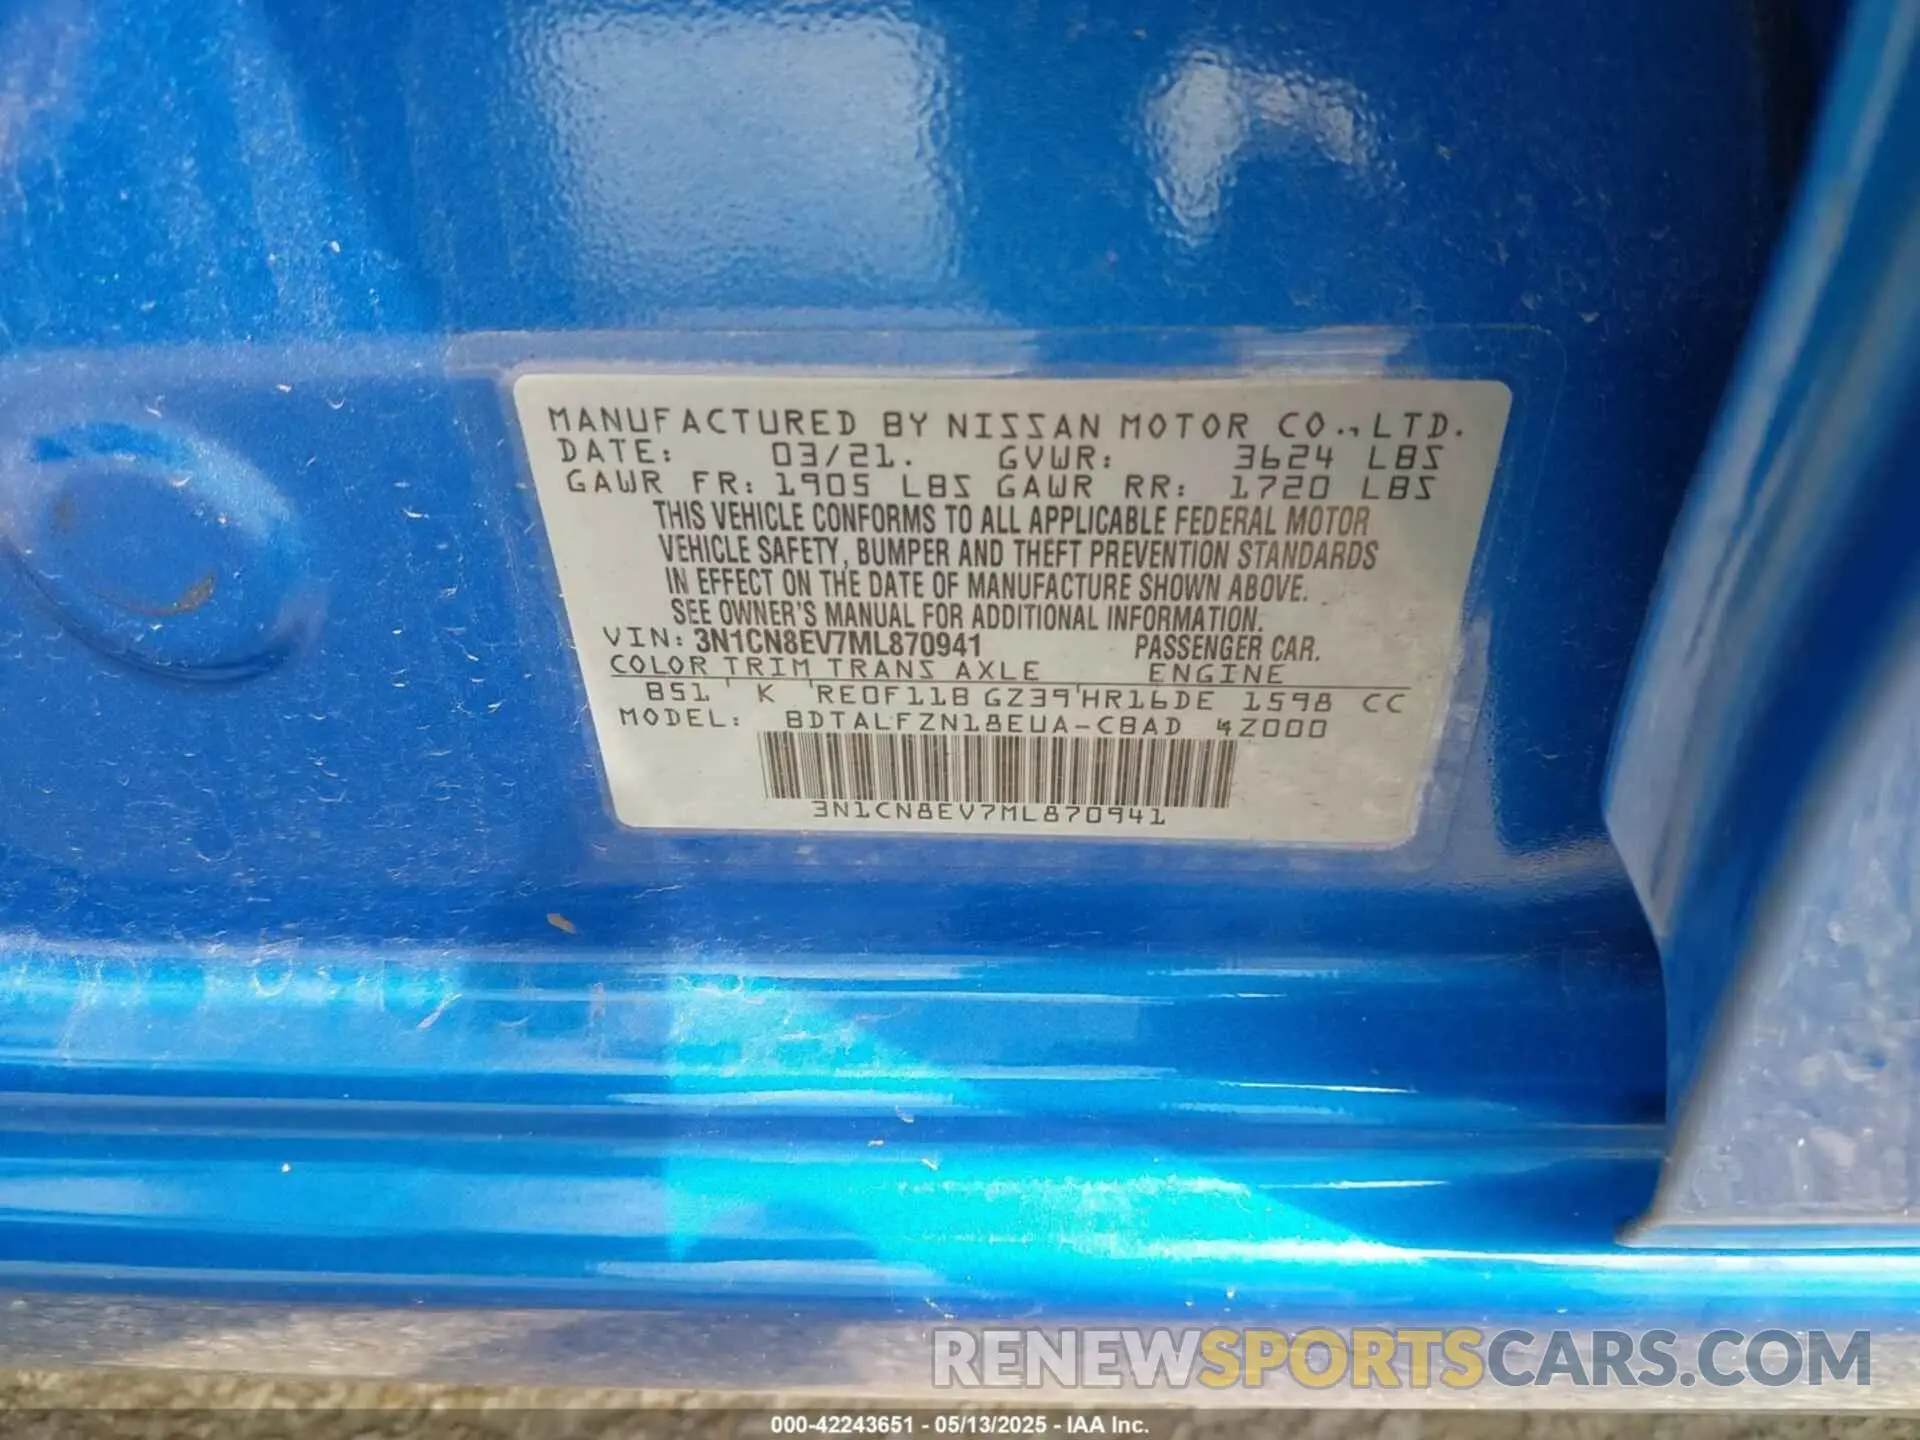 MANUFACTURED BY NISSAN MOTOR CO., LTD.
DATE: 03/21. GVWR: 3624 LBS
GAWR FR: 1905 LBS GAWR RR: 1720 LBS
THIS VEHICLE CONFORMS TO ALL APPLICABLE FEDERAL MOTOR
VEHICLE SAFETY, BUMPER AND THEFT PREVENTION STANDARDS
IN EFFECT ON THE DATE OF MANUFACTURE SHOWN ABOVE.
SEE OWNER'S MANUAL FOR ADDITIONAL INFORMATION.
VIN: 3N1CN8EV7ML870941 PASSENGER CAR.
COLOR TRIM TRANS AXLE ENGINE
B51 K RE0F11B GZ39 HR16DE 1598 CC
MODEL: BDTALFZN18EUA-CBAD 4Z000
3N1CN8EV7ML870941
RENEWSPORTSCARS.COM
000-42243651 - 05/13/2025 - IAA Inc.